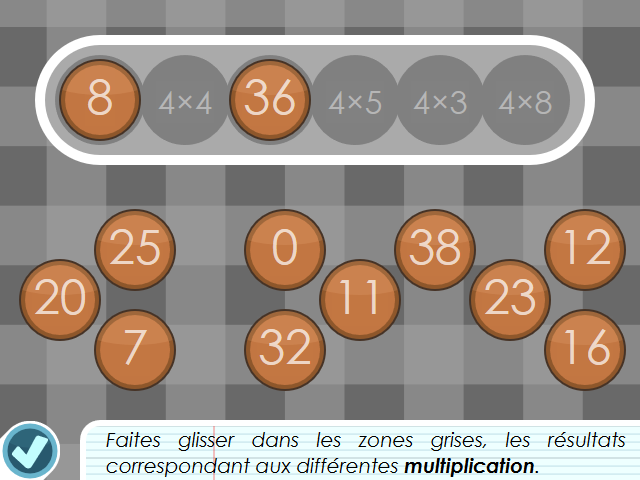 8 4×4 36 4×5 4×3 4×8
25 0 38 12
20 11 23
7 32 16
Faites glisser dans les zones grises, les résultats
correspondant aux différentes multiplication.